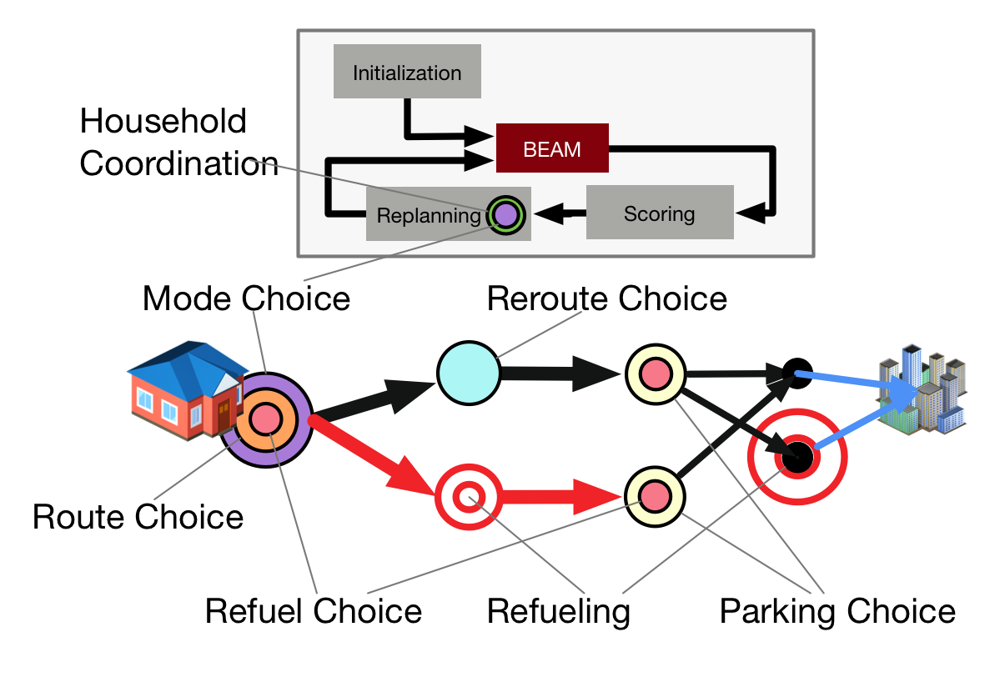 Initialization
Household
Coordination
BEAM
Replanning
Scoring
Mode Choice
Reroute Choice
Route Choice
Refuel Choice
Refueling
Parking Choice